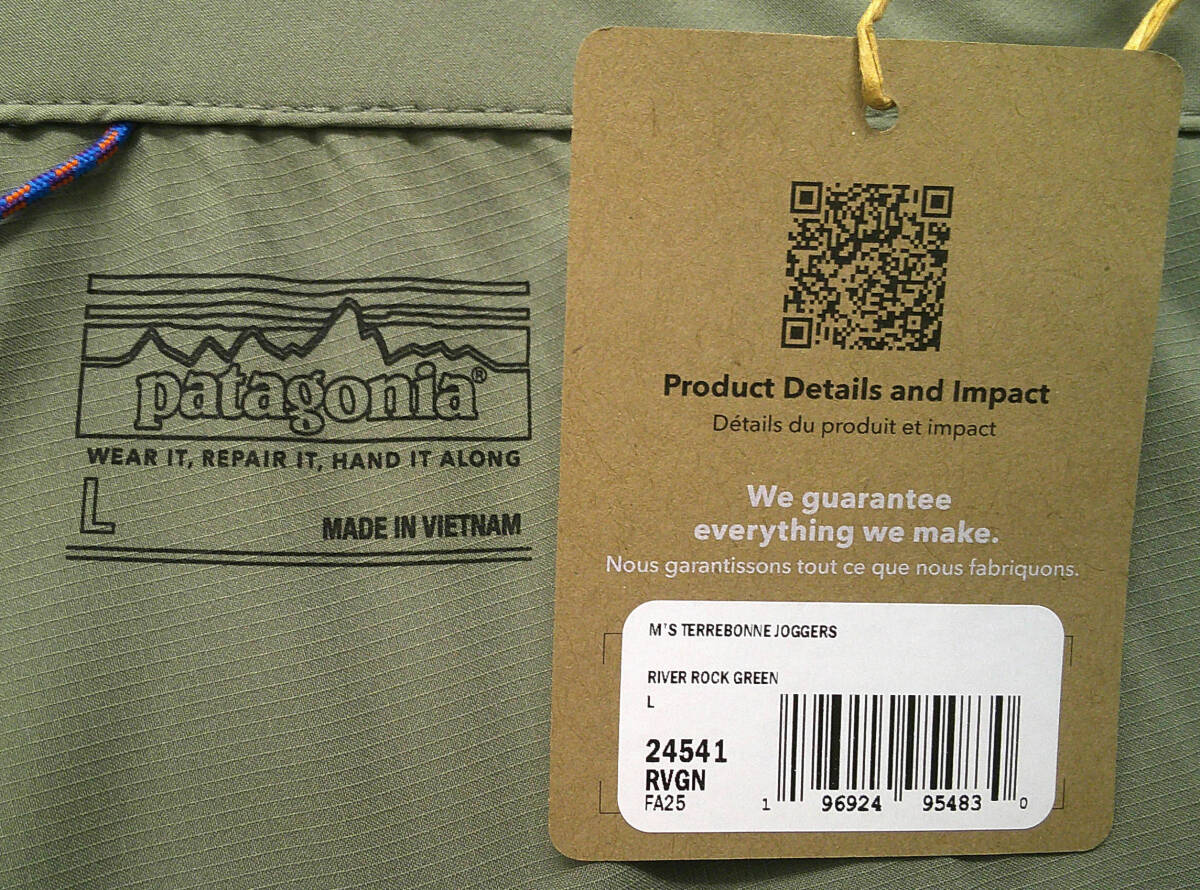 patagonia®
WEAR IT, REPAIR IT, HAND IT ALONG
L
MADE IN VIETNAM
Product Details and Impact
Détails du produit et impact
We guarantee
everything we make.
Nous garantissons tout ce que nous fabriquons.
M'S TERREBONNE JOGGERS
RIVER ROCK GREEN
L
24541
RVGN
FA25
1 96924 95483 0